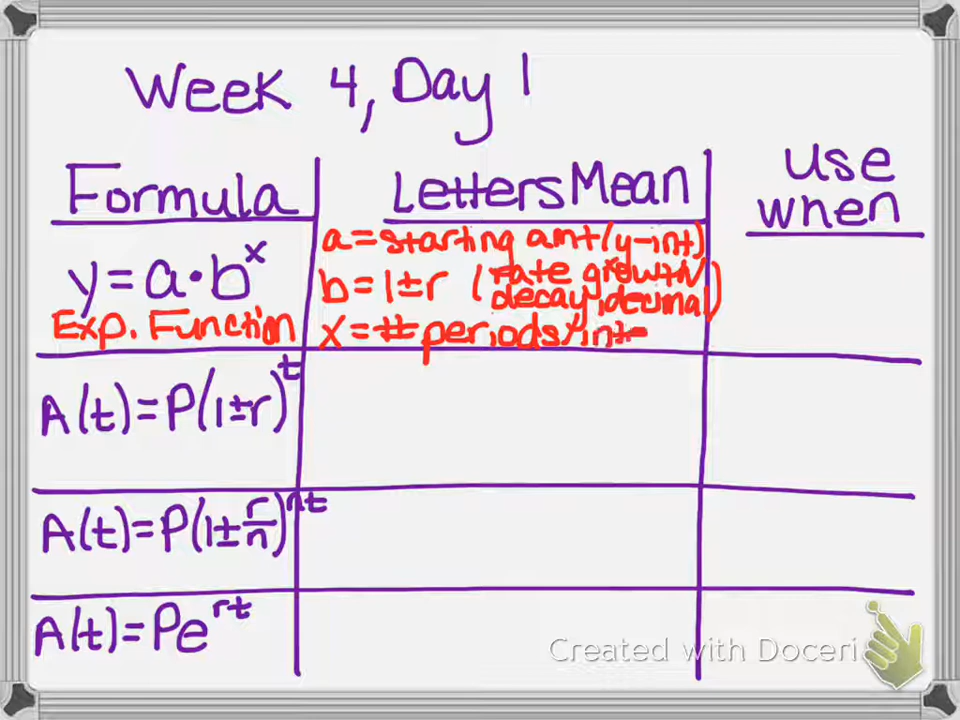 Week 4, Day 1
Formula
Letters Mean
Use
when
y = a • b^x
Exp. Function
a = starting amt (y-int)
b = 1 ± r (rate growth/
decay, decimal)
x = # periods/inte
A(t) = P(1 ± r)^t
A(t) = P(1 ± r/n)^nt
A(t) = Pe^rt
Created with Doceri